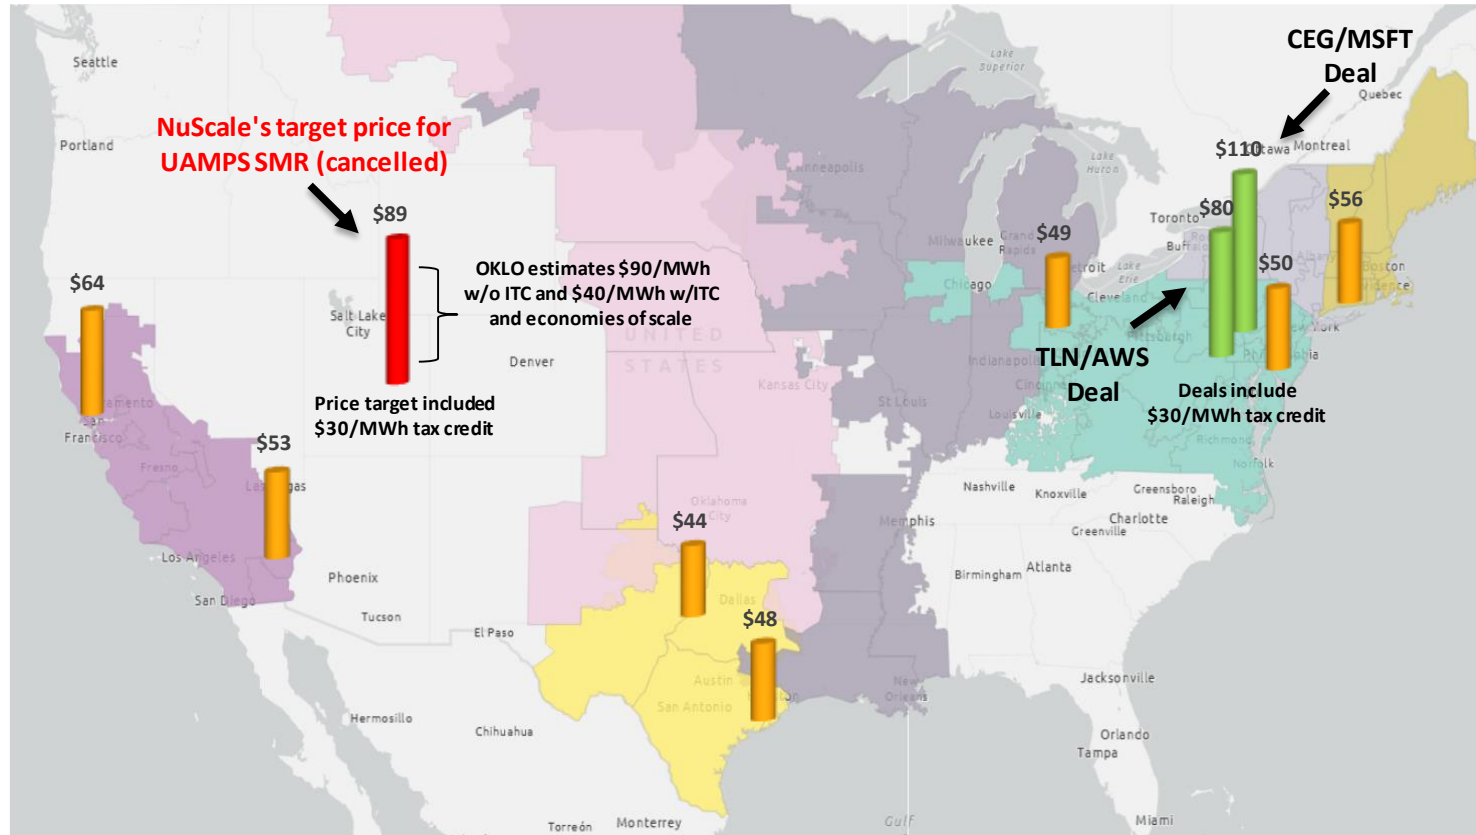 CEG/MSFT
Deal
NuScale's target price for
UAMPS SMR (cancelled)
$89
OKLO estimates $90/MWh
w/o ITC and $40/MWh w/ITC
and economies of scale
Price target included
$30/MWh tax credit
$64
$53
$44
$48
$49
$110
$80
$50
$56
TLN/AWS
Deal
Deals include
$30/MWh tax credit
Seattle
Portland
Salt Lake
City
Denver
UNITED
STATES
San
Francisco
Fresno
Los Angeles
San Diego
Phoenix
Tucson
El Paso
Hermosillo
Chihuahua
Torreón
Monterrey
Kansas City
Oklahoma
City
Dallas
Austin
San Antonio
St Louis
Memphis
New
Orleans
Lake
Superior
Lake
Huron
Lake
Erie
Milwaukee
Grand
Rapids
Chicago
Indianapolis
Louisville
Cleveland
Pittsburgh
Toronto
Montreal
Quebec
Richmond
Norfolk
Nashville
Knoxville
Greensboro
Raleigh
Charlotte
Greenville
Birmingham
Atlanta
Jacksonville
Orlando
Tampa
Miami
Gulf